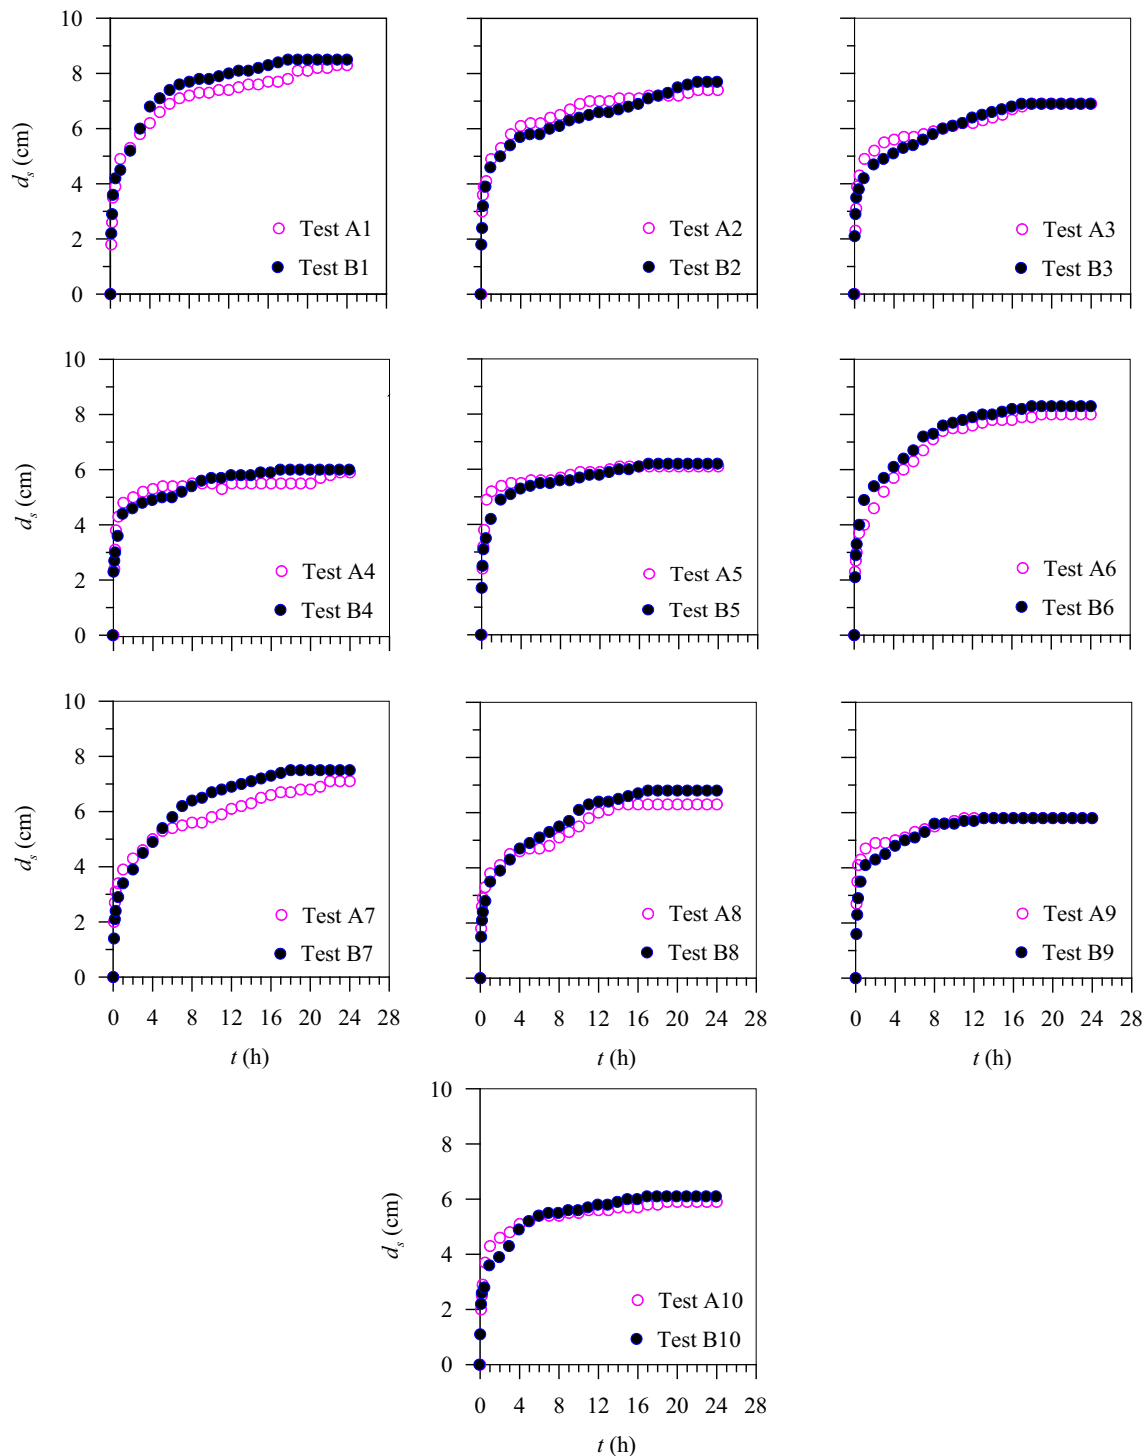 10
8
6
4
2
0
d_s (cm)
Test A1
Test B1
Test A2
Test B2
Test A3
Test B3
10
8
6
4
2
0
d_s (cm)
Test A4
Test B4
Test A5
Test B5
Test A6
Test B6
10
8
6
4
2
0
d_s (cm)
Test A7
Test B7
0 4 8 12 16 20 24 28
t (h)
Test A8
Test B8
0 4 8 12 16 20 24 28
t (h)
Test A9
Test B9
0 4 8 12 16 20 24 28
t (h)
10
8
6
4
2
0
d_s (cm)
Test A10
Test B10
0 4 8 12 16 20 24 28
t (h)